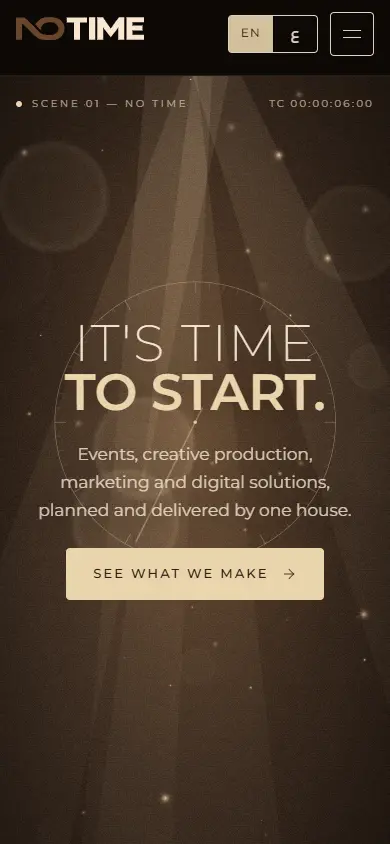 NOTIME
EN
ع
SCENE 01 — NO TIME
TC 00:00:06:00
IT'S TIME
TO START.
Events, creative production,
marketing and digital solutions,
planned and delivered by one house.
SEE WHAT WE MAKE →